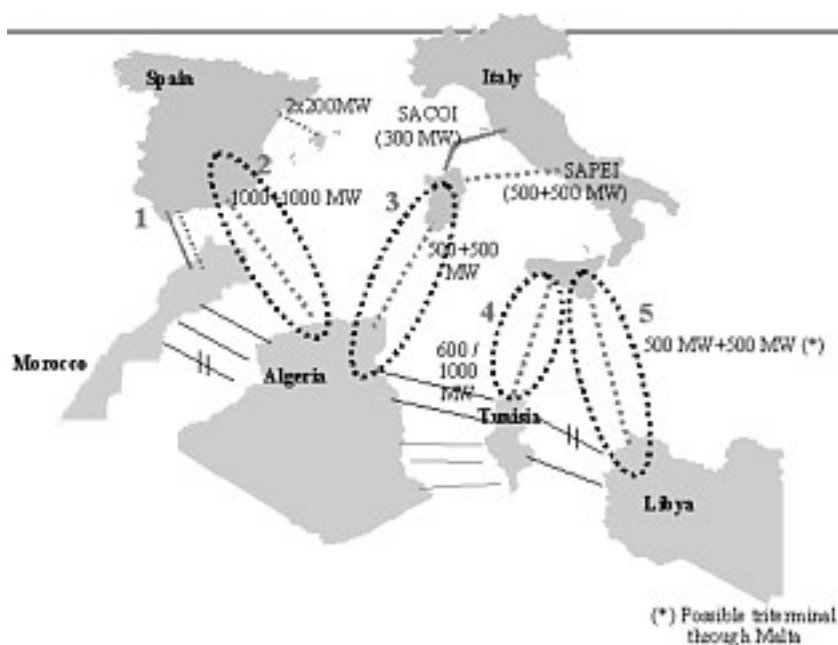 Spain
Italy
2x200MW
SACOI
(300 MW)
2
SAPEI
(500+500 MW)
1000+1000 MW
3
1
500+500
MW
4
5
500 MW+500 MW (*)
Morocco
600 /
1000
MW
Algeria
Tunisia
Libya
(*) Possible triterminal
through Malta